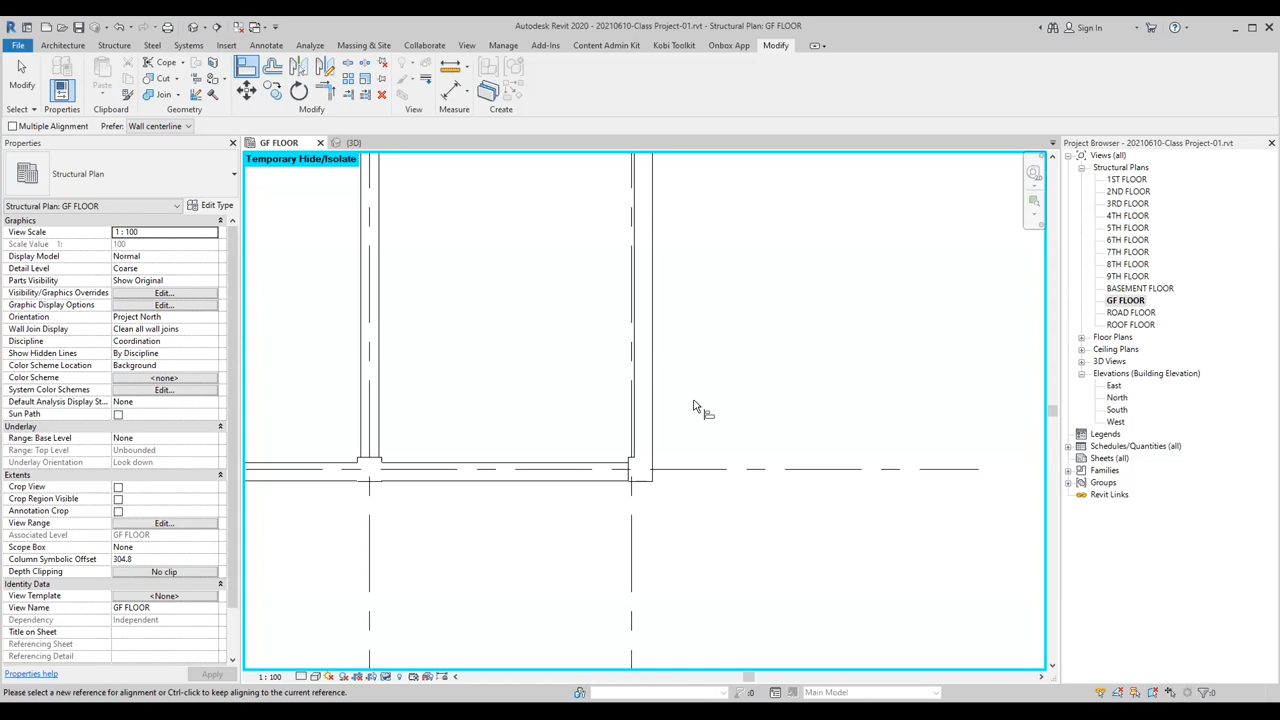 Autodesk Revit 2020 - 20210610-Class Project-01.rvt - Structural Plan: GF FLOOR
Sign In
File Architecture Structure Steel Systems Insert Annotate Analyze Massing & Site Collaborate View Manage Add-Ins Content Admin Kit Kobi Toolkit Onbox App Modify
Modify Paste Cope Cut Join
Select Properties Clipboard Geometry Modify View Measure Create
Multiple Alignment Prefer: Wall centerline
Properties
GF FLOOR
(3D)
Project Browser - 20210610-Class Project-01.rvt
Structural Plan
Structural Plan: GF FLOOR Edit Type
Graphics
View Scale 1 : 100
Scale Value 1: 100
Display Model Normal
Detail Level Coarse
Parts Visibility Show Original
Visibility/Graphics Overrides Edit...
Graphic Display Options Edit...
Orientation Project North
Wall Join Display Clean all wall joins
Discipline Coordination
Show Hidden Lines By Discipline
Color Scheme Location Background
Color Scheme <none>
System Color Schemes Edit...
Default Analysis Display St... None
Sun Path
Underlay
Range: Base Level None
Range: Top Level Unbounded
Underlay Orientation Look down
Extents
Crop View
Crop Region Visible
Annotation Crop
View Range Edit...
Associated Level GF FLOOR
Scope Box None
Column Symbolic Offset 304.8
Depth Clipping No clip
Identity Data
View Template <None>
View Name GF FLOOR
Dependency Independent
Title on Sheet
Referencing Sheet
Referencing Detail
Properties help Apply
Temporary Hide/Isolate
Views (all)
Structural Plans
1ST FLOOR
2ND FLOOR
3RD FLOOR
4TH FLOOR
5TH FLOOR
6TH FLOOR
7TH FLOOR
8TH FLOOR
9TH FLOOR
BASEMENT FLOOR
GF FLOOR
ROAD FLOOR
ROOF FLOOR
Floor Plans
Ceiling Plans
3D Views
Elevations (Building Elevation)
East
North
South
West
Legends
Schedules/Quantities (all)
Sheets (all)
Families
Groups
Revit Links
1 : 100
Please select a new reference for alignment or Ctrl-click to keep aligning to the current reference.
:0
Main Model
:0